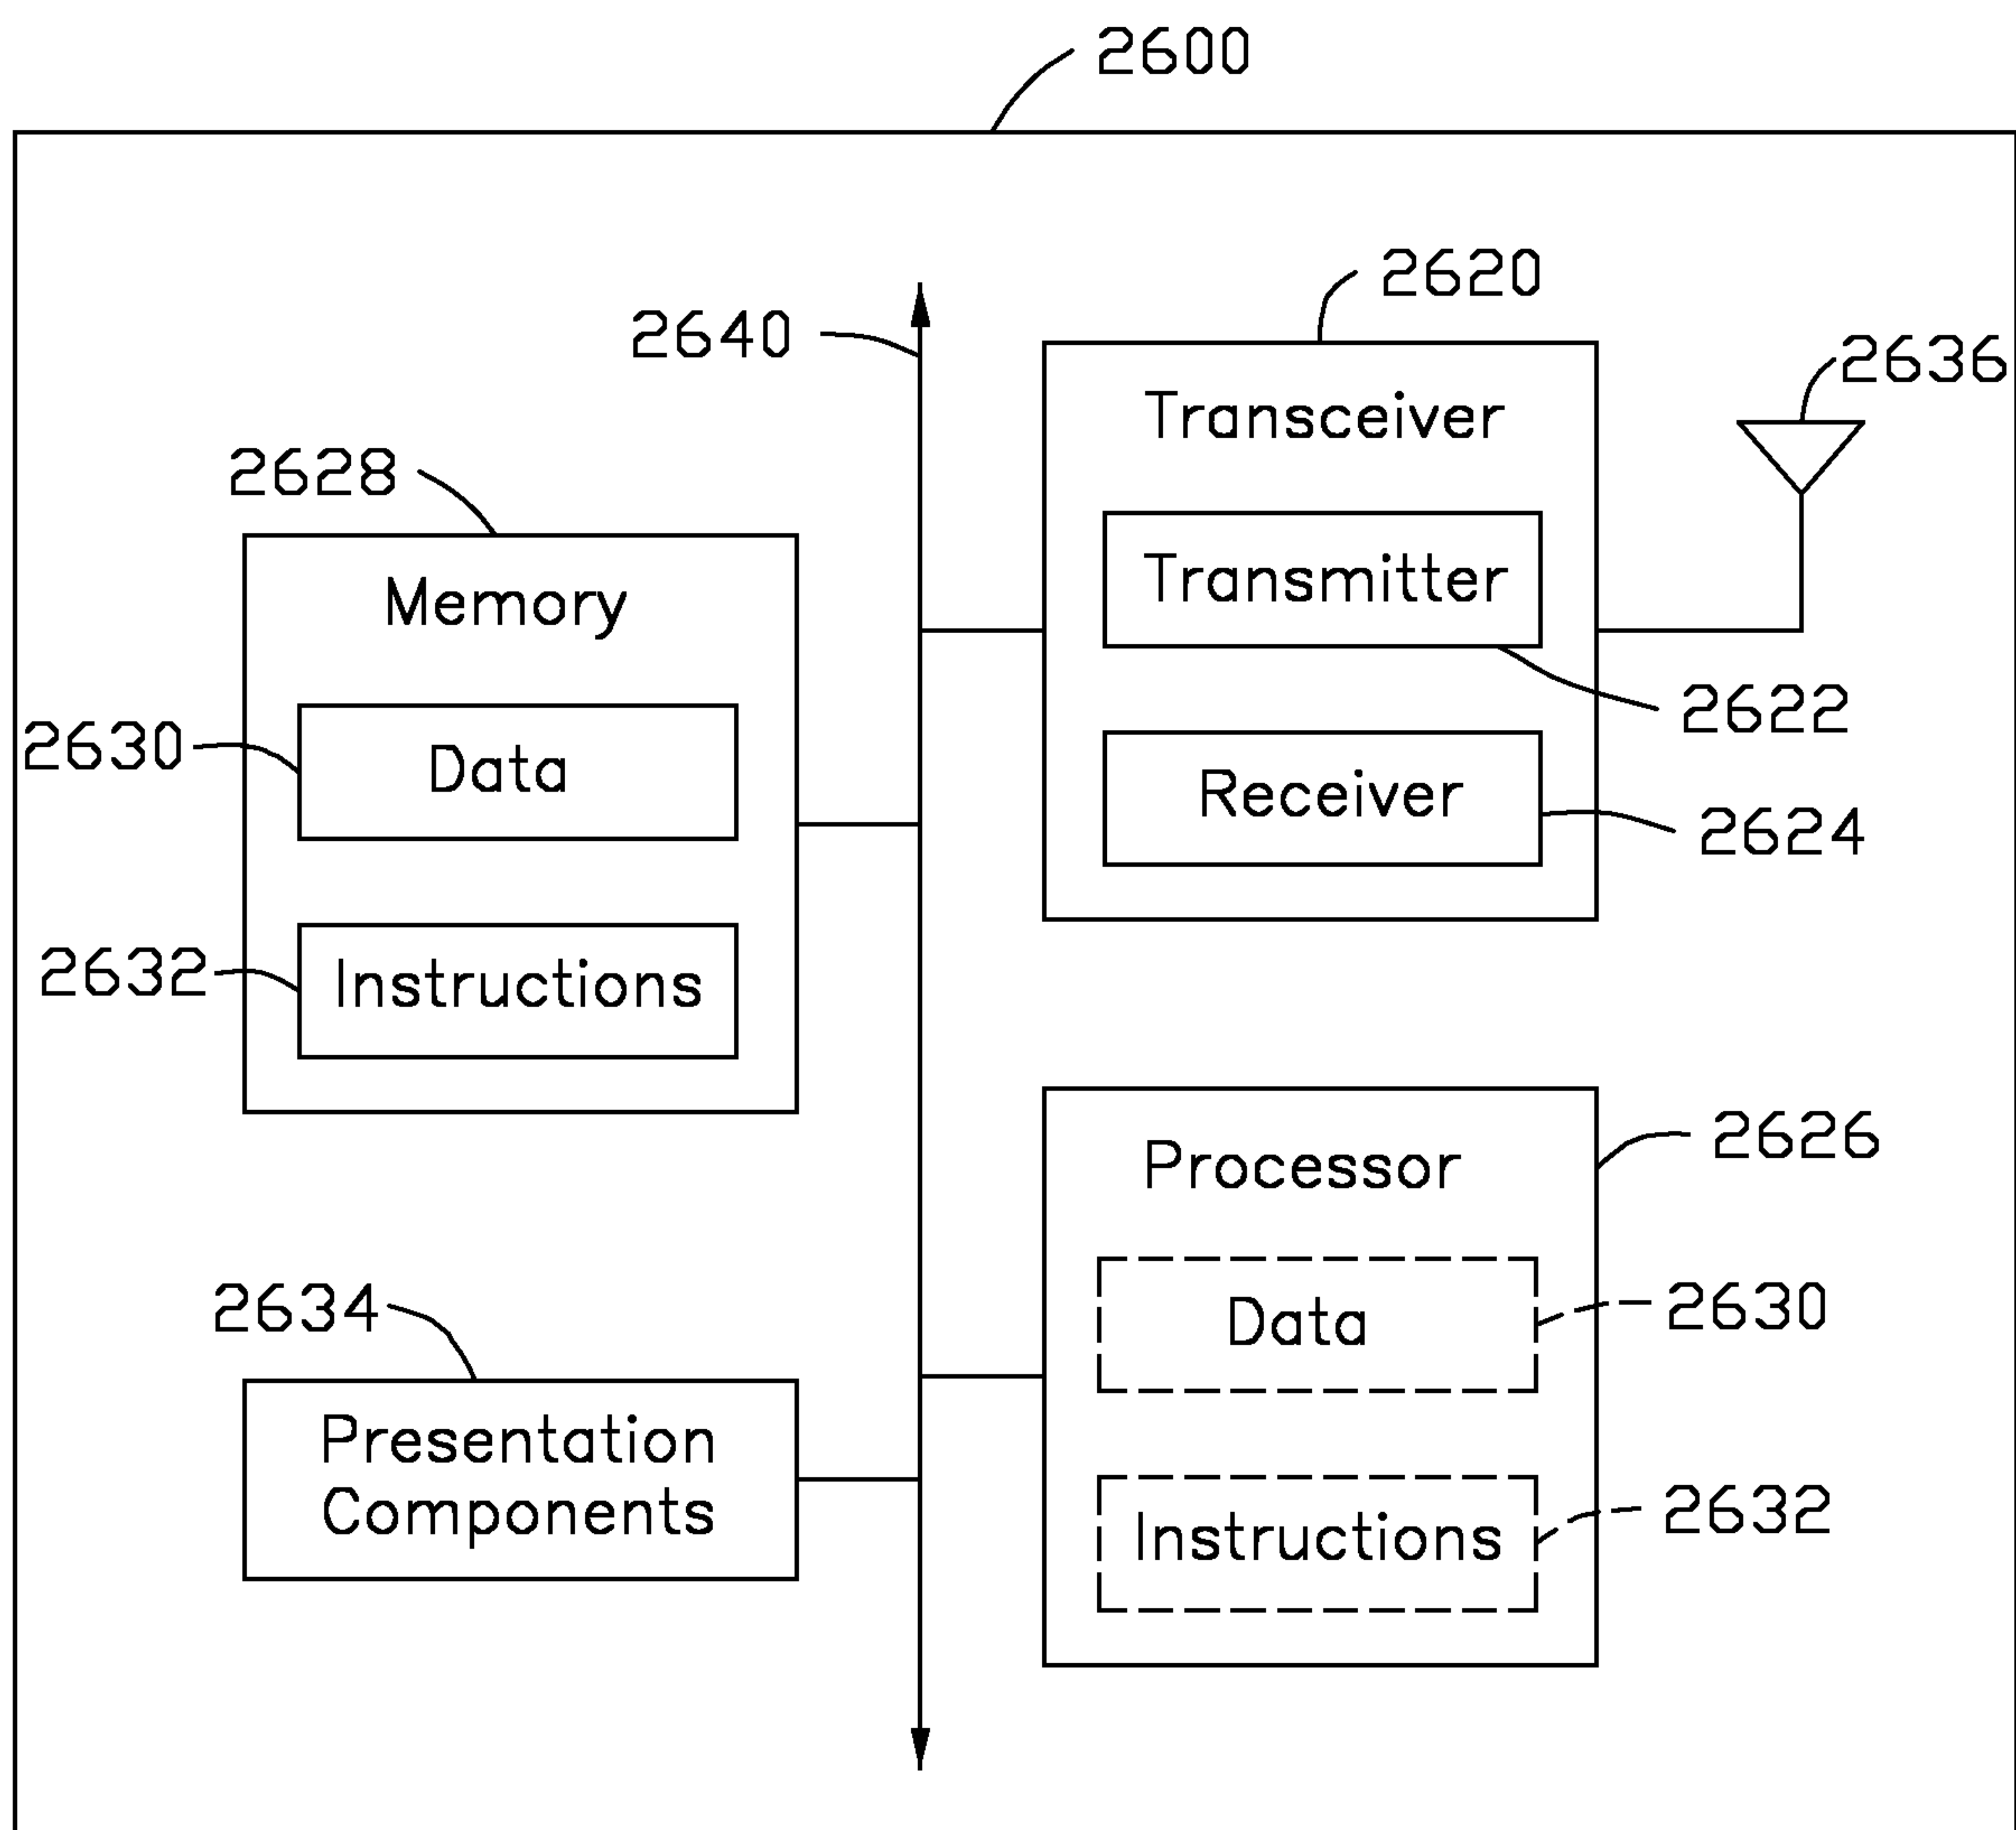 2600
2620
2640
2636
Transceiver
2628
Transmitter
Memory
2622
2630
Data
Receiver
2624
2632
Instructions
2626
Processor
2634
Data
2630
Presentation
Components
Instructions
2632